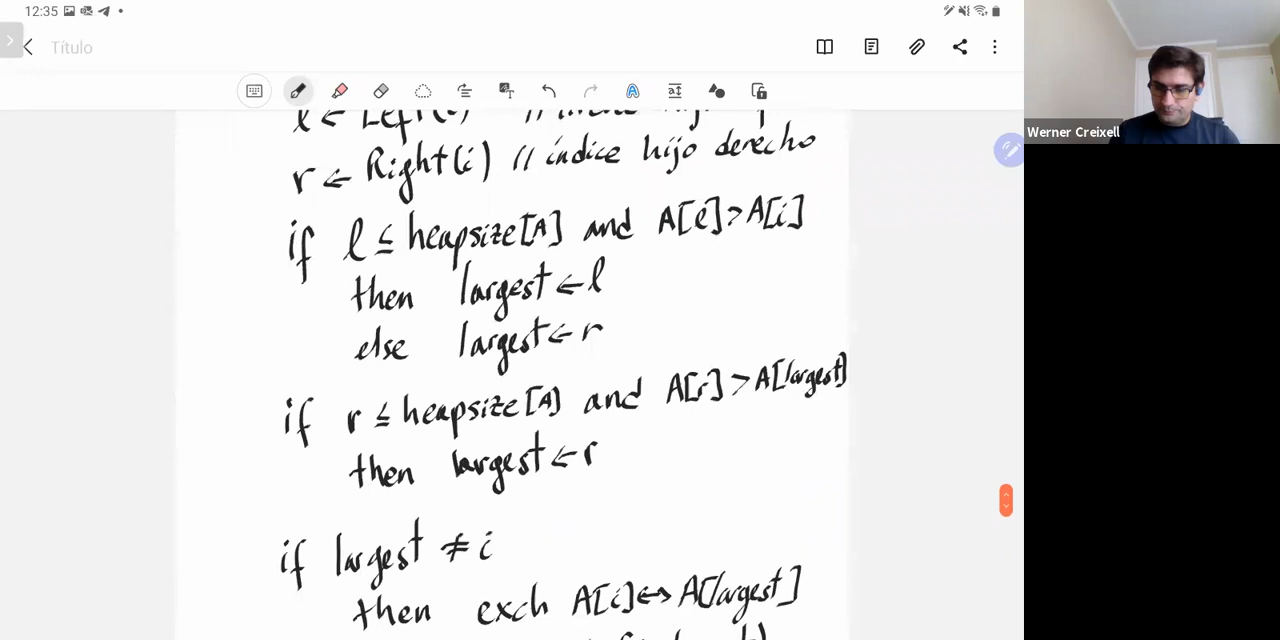 12:35
Título
Werner Creixell
l ← Left(i) //
r ← Right(i) // índice hijo derecho
if l ≤ heapsize[A] and A[l]>A[i]
then largest ← l
else largest ← r
if r ≤ heapsize[A] and A[r] > A[largest]
then largest ← r
if largest ≠ i
then exch A[i] ↔ A[largest]